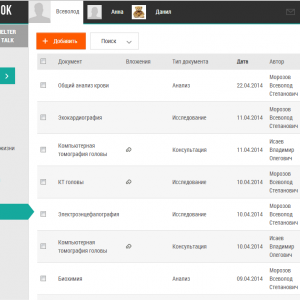 OK
Всеволод
Анна
Данил
HELTER
TALK
+ Добавить
Поиск
Документ Вложения Тип документа Дата Автор
Общий анализ крови Анализ 22.04.2014 Морозов
Всеволод
Степанович
Эхокардиография Исследование 11.04.2014 Морозов
Всеволод
Степанович
Компьютерная
томография головы Консультация 11.04.2014 Исаев
Владимир
Олегович
жизни
КТ головы Исследование 10.04.2014 Морозов
Всеволод
Степанович
Электроэнцефалография Исследование 10.04.2014 Морозов
Всеволод
Степанович
Компьютерная
томография головы Консультация 10.04.2014 Исаев
Владимир
Олегович
Биохимия Анализ 09.04.2014 Морозов
Всеволод
Степанович